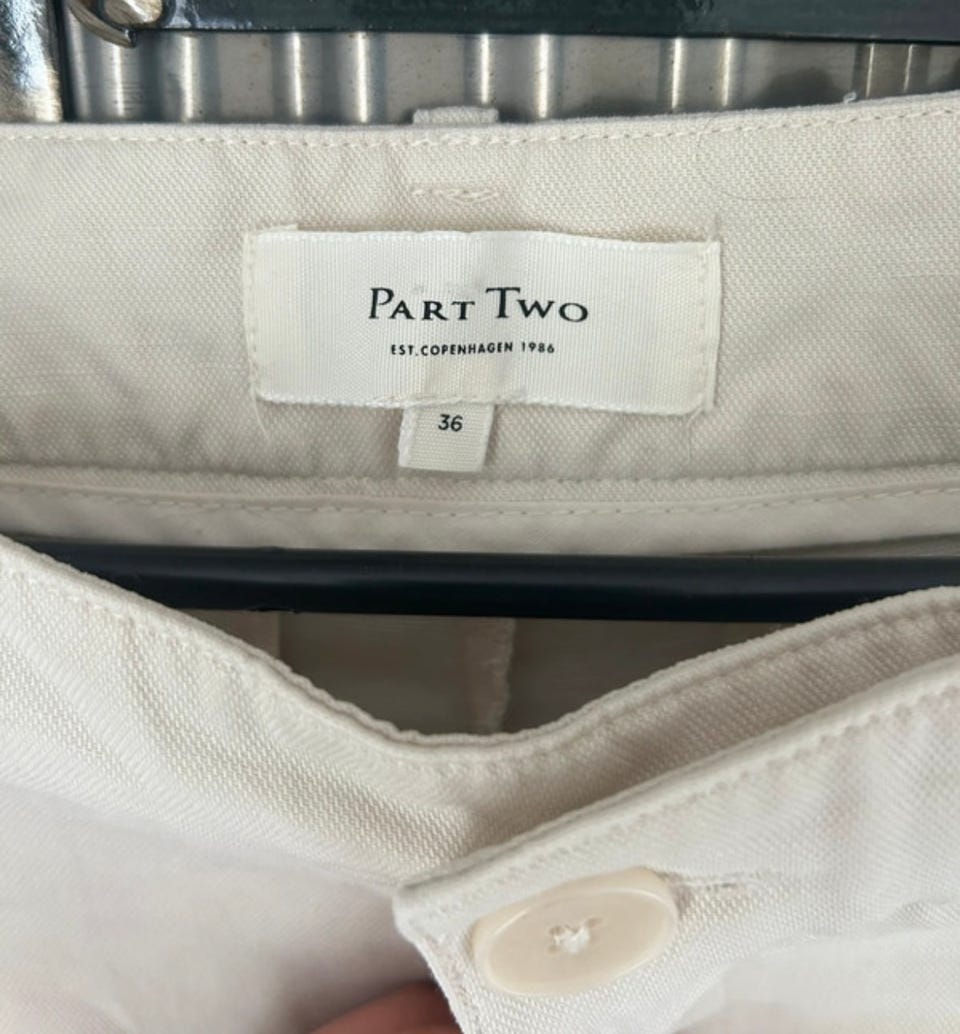 PART TWO
EST. COPENHAGEN 1986
36